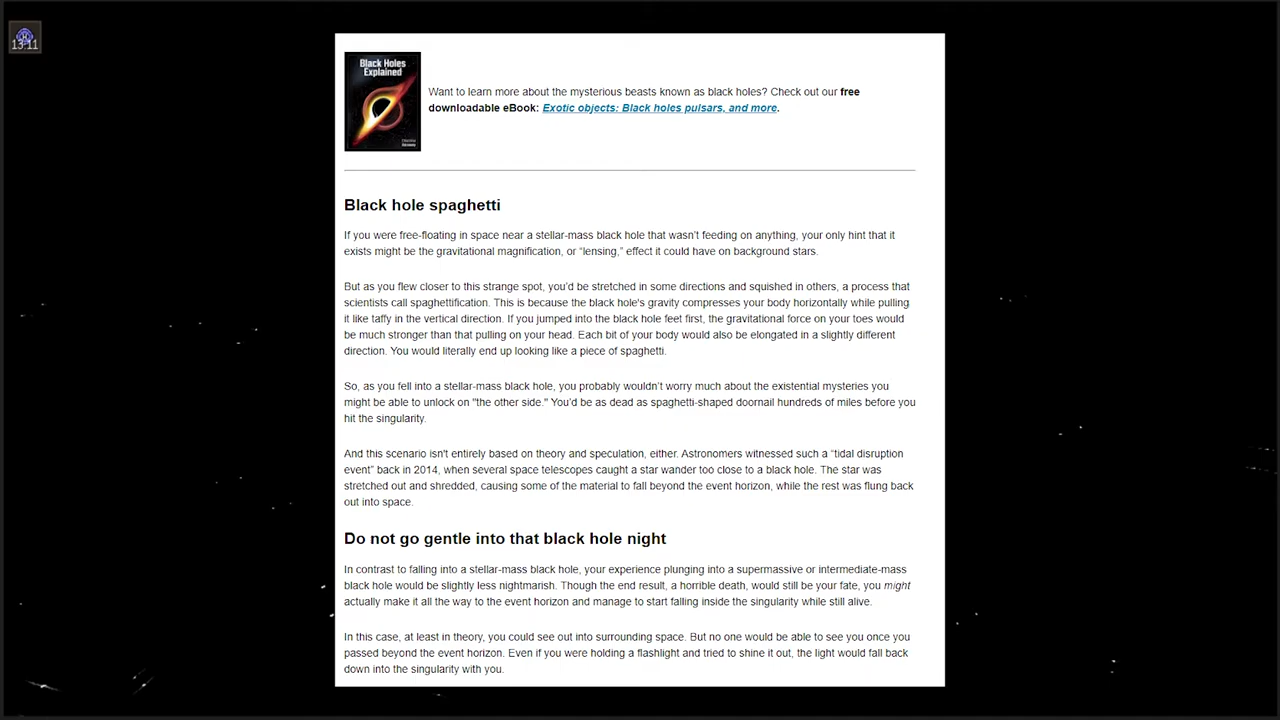 13:11
Black Holes
Explained
Want to learn more about the mysterious beasts known as black holes? Check out our free
downloadable eBook: Exotic objects: Black holes pulsars, and more.
Black hole spaghetti
If you were free-floating in space near a stellar-mass black hole that wasn’t feeding on anything, your only hint that it
exists might be the gravitational magnification, or “lensing,” effect it could have on background stars.
But as you flew closer to this strange spot, you’d be stretched in some directions and squished in others, a process that
scientists call spaghettification. This is because the black hole's gravity compresses your body horizontally while pulling
it like taffy in the vertical direction. If you jumped into the black hole feet first, the gravitational force on your toes would
be much stronger than that pulling on your head. Each bit of your body would also be elongated in a slightly different
direction. You would literally end up looking like a piece of spaghetti.
So, as you fell into a stellar-mass black hole, you probably wouldn’t worry much about the existential mysteries you
might be able to unlock on "the other side." You’d be as dead as spaghetti-shaped doornail hundreds of miles before you
hit the singularity.
And this scenario isn't entirely based on theory and speculation, either. Astronomers witnessed such a “tidal disruption
event” back in 2014, when several space telescopes caught a star wander too close to a black hole. The star was
stretched out and shredded, causing some of the material to fall beyond the event horizon, while the rest was flung back
out into space.
Do not go gentle into that black hole night
In contrast to falling into a stellar-mass black hole, your experience plunging into a supermassive or intermediate-mass
black hole would be slightly less nightmarish. Though the end result, a horrible death, would still be your fate, you might
actually make it all the way to the event horizon and manage to start falling inside the singularity while still alive.
In this case, at least in theory, you could see out into surrounding space. But no one would be able to see you once you
passed beyond the event horizon. Even if you were holding a flashlight and tried to shine it out, the light would fall back
down into the singularity with you.